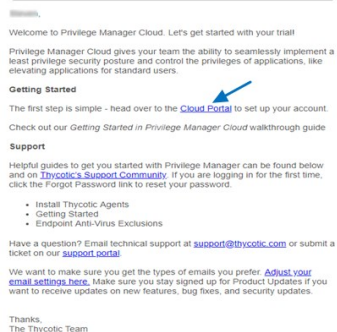 Welcome to Privilege Manager Cloud. Let's get started with your trial!
Privilege Manager Cloud gives your team the ability to seamlessly implement a
least privilege security posture and control the privileges of applications, like
elevating applications for standard users.
Getting Started
The first step is simple - head over to the Cloud Portal to set up your account.
Check out our Getting Started in Privilege Manager Cloud walkthrough guide
Support
Helpful guides to get you started with Privilege Manager can be found below
and on Thycotic's Support Community. If you are logging in for the first time,
click the Forgot Password link to reset your password.
• Install Thycotic Agents
• Getting Started
• Endpoint Anti-Virus Exclusions
Have a question? Email technical support at support@thycotic.com or submit a
ticket on our support portal.
We want to make sure you get the types of emails you prefer. Adjust your
email settings here. Make sure you stay signed up for Product Updates if you
want to receive updates on new features, bug fixes, and security updates.
Thanks,
The Thycotic Team